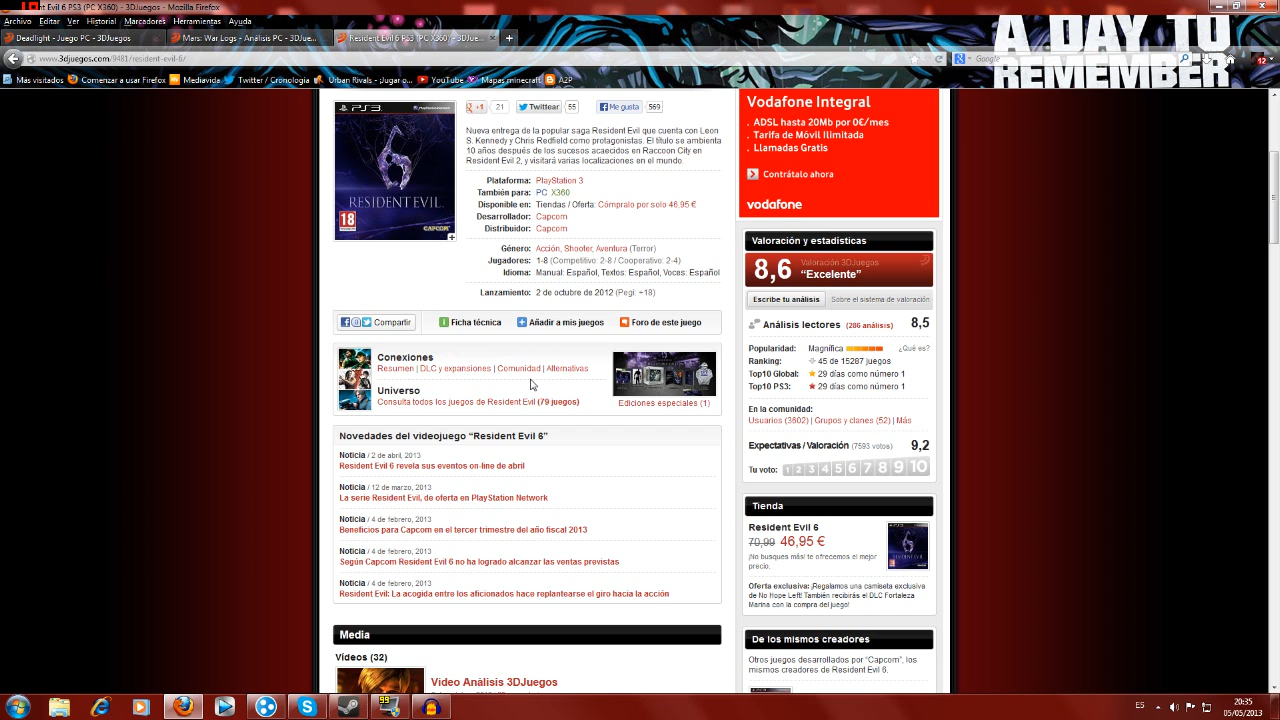 nt Evil 6 PS3 (PC X360) - 3DJuegos - Mozilla Firefox
Archivo Editar Ver Historial Marcadores Herramientas Ayuda
A DAY TO
REMEMBER
Deadlight - Juego PC - 3DJuegos
Mars: War Logs - Análisis PC - 3DJue...
Resident Evil 6 PS3 (PC X360) - 3DJue...
www.3djuegos.com/9481/resident-evil-6/
Google
12
Más visitados Comenzar a usar Firefox Mediavida Twitter / Cronología Urban Rivals - ¡Jugar o... YouTube Mapas minecraft A2P
PS3
PlayStation Network
RESIDENT EVIL
18
CAPCOM
+1 21 Twittear 55 Me gusta 569
Nueva entrega de la popular saga Resident Evil que cuenta con Leon
S. Kennedy y Chris Redfield como protagonistas. El título se ambienta
10 años después de los sucesos acaecidos en Raccoon City en
Resident Evil 2, y visitará varias localizaciones en el mundo.
Plataforma: PlayStation 3
También para: PC X360
Disponible en: Tiendas / Oferta: Cómpralo por solo 46,95 €
Desarrollador: Capcom
Distribuidor: Capcom
Género: Acción, Shooter, Aventura (Terror)
Jugadores: 1-8 (Competitivo: 2-8 / Cooperativo: 2-4)
Idioma: Manual: Español, Textos: Español, Voces: Español
Lanzamiento: 2 de octubre de 2012 (Pegi: +18)
Compartir Ficha técnica Añadir a mis juegos Foro de este juego
Conexiones
Resumen | DLC y expansiones | Comunidad | Alternativas
Universo
Consulta todos los juegos de Resident Evil (79 juegos)
Ediciones especiales (1)
Novedades del videojuego “Resident Evil 6”
Noticia / 2 de abril, 2013
Resident Evil 6 revela sus eventos on-line de abril
Noticia / 12 de marzo, 2013
La serie Resident Evil, de oferta en PlayStation Network
Noticia / 4 de febrero, 2013
Beneficios para Capcom en el tercer trimestre del año fiscal 2013
Noticia / 4 de febrero, 2013
Según Capcom Resident Evil 6 no ha logrado alcanzar las ventas previstas
Noticia / 4 de febrero, 2013
Resident Evil: La acogida entre los aficionados hace replantearse el giro hacia la acción
Media
Vídeos (32)
Vídeo Análisis 3DJuegos
Vodafone Integral
. ADSL hasta 20Mb por 0€/mes
. Tarifa de Móvil Ilimitada
. Llamadas Gratis
Contrátalo ahora
vodafone
Valoración y estadísticas
8,6 Valoración 3DJuegos
“Excelente”
Escribe tu análisis Sobre el sistema de valoración
Análisis lectores (286 análisis) 8,5
Popularidad: Magnífica ¿Qué es?
Ranking: 45 de 15287 juegos
Top10 Global: 29 días como número 1
Top10 PS3: 29 días como número 1
En la comunidad:
Usuarios (3602) | Grupos y clanes (52) | Más
Expectativas / Valoración (7593 votos) 9,2
Tu voto: 1 2 3 4 5 6 7 8 9 10
Tienda
Resident Evil 6
70,99 46,95 €
¡No busques más! te ofrecemos el mejor
precio.
Oferta exclusiva: ¡Regalamos una camiseta exclusiva
de No Hope Left! También recibirás el DLC Fortaleza
Marina con la compra del juego!
De los mismos creadores
Otros juegos desarrollados por “Capcom”, los
mismos creadores de Resident Evil 6.
99
ES
20:35
05/05/2013